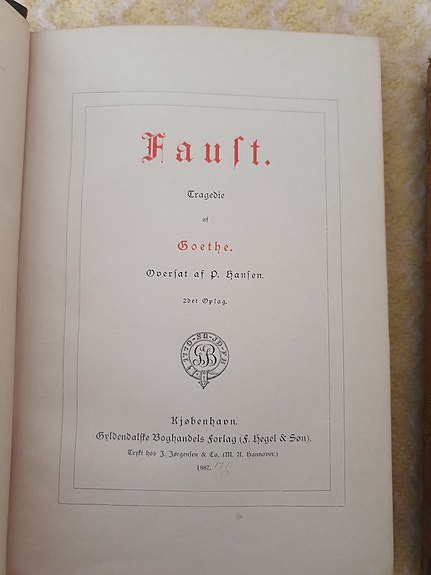 Faust.
Tragedie
af
Goethe.
Oversat af P. Hansen.
2det Oplag.
Kjøbenhavn.
Gyldendalske Boghandels Forlag (F. Hegel & Søn).
Trykt hos J. Jørgensen & Co. (M. A. Hannover.)
1887.